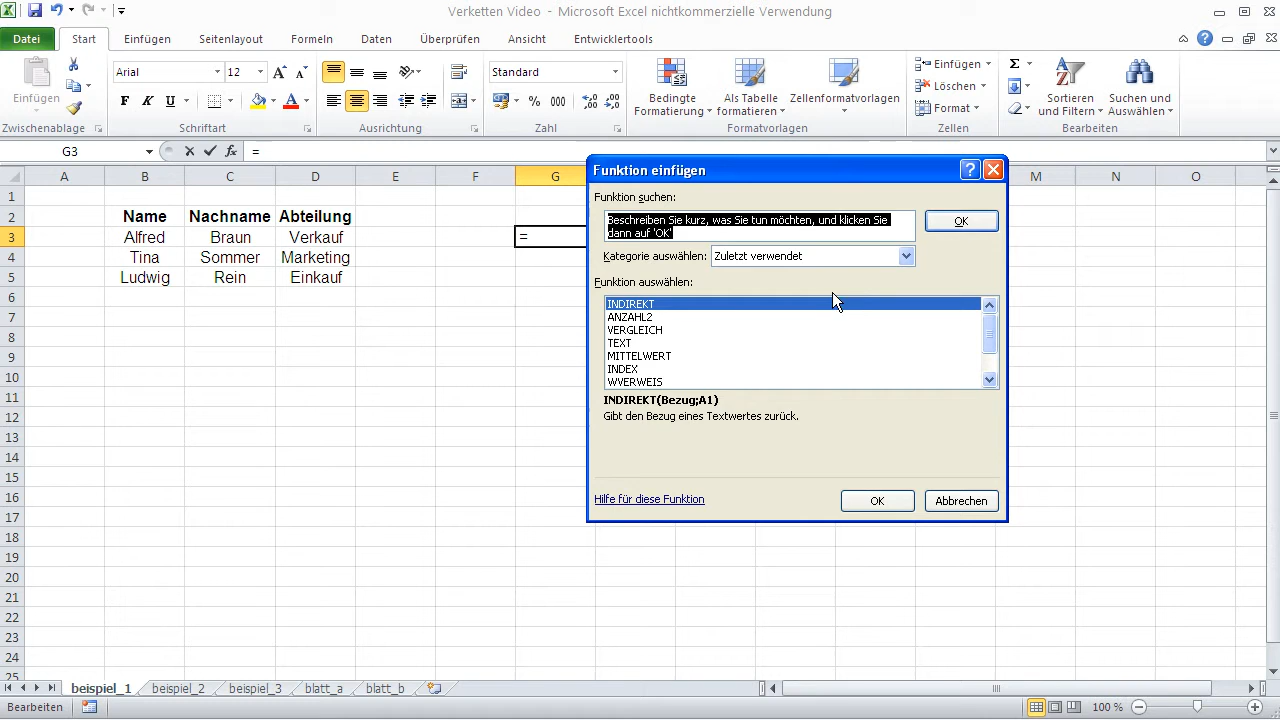 Verketten Video - Microsoft Excel nichtkommerzielle Verwendung
Datei Start Einfügen Seitenlayout Formeln Daten Überprüfen Ansicht Entwicklertools
Einfügen
Zwischenablage
Arial 12
F K U
Schriftart
Ausrichtung
Standard
% 000
Zahl
Bedingte Formatierung
Als Tabelle formatieren
Zellenformatvorlagen
Formatvorlagen
Einfügen
Löschen
Format
Zellen
Sortieren und Filtern
Suchen und Auswählen
Bearbeiten
G3 fx =
A B C D E F G M N O
1
2 Name Nachname Abteilung
3 Alfred Braun Verkauf =
4 Tina Sommer Marketing
5 Ludwig Rein Einkauf
6
7
8
9
10
11
12
13
14
15
16
17
18
19
20
21
22
23
24
25
Funktion einfügen
Funktion suchen:
Beschreiben Sie kurz, was Sie tun möchten, und klicken Sie
dann auf 'OK'
OK
Kategorie auswählen: Zuletzt verwendet
Funktion auswählen:
INDIREKT
ANZAHL2
VERGLEICH
TEXT
MITTELWERT
INDEX
WVERWEIS
INDIREKT(Bezug;A1)
Gibt den Bezug eines Textwertes zurück.
Hilfe für diese Funktion
OK Abbrechen
beispiel_1 beispiel_2 beispiel_3 blatt_a blatt_b
Bearbeiten 100 %